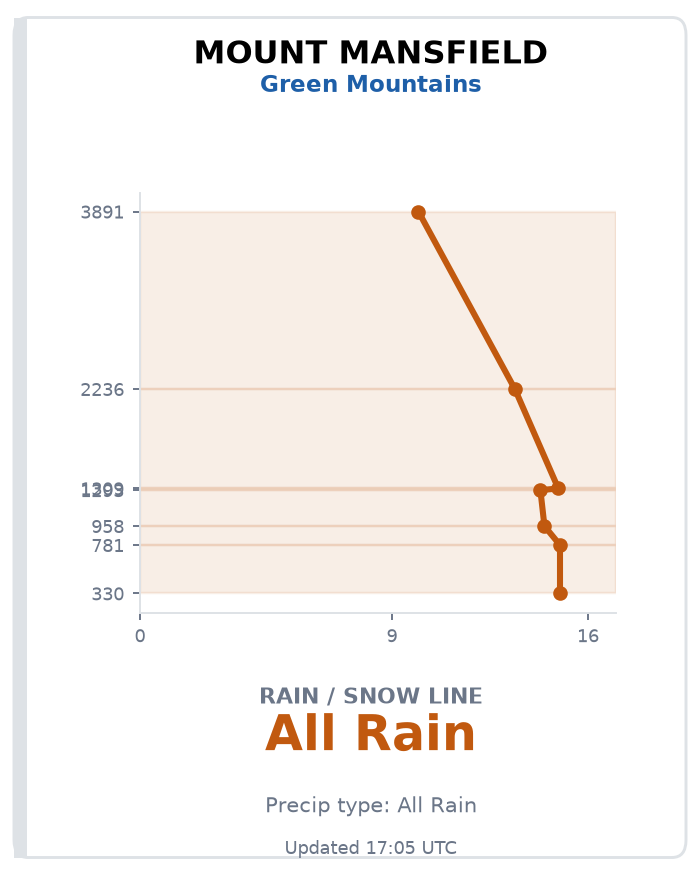 MOUNT MANSFIELD
Green Mountains
3891
2236
958
781
330
0 9 16
RAIN / SNOW LINE
All Rain
Precip type: All Rain
Updated 17:05 UTC